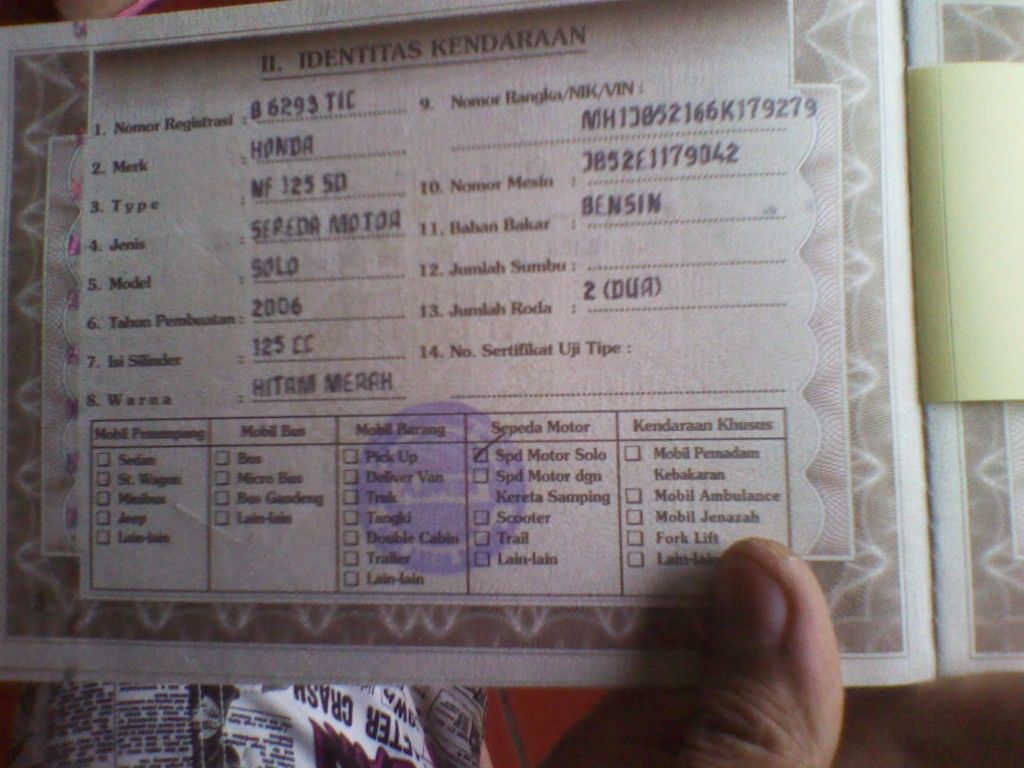 II. IDENTITAS KENDARAAN
1. Nomor Registrasi : B 6293 TIC
2. Merk : HONDA
3. Type : NF 125 SD
4. Jenis : SEPEDA MOTOR
5. Model : SOLO
6. Tahun Pembuatan : 2006
7. Isi Silinder : 125 CC
8. Warna : HITAM MERAH
9. Nomor Rangka/NIK/VIN :
MH1JB52166K179279
10. Nomor Mesin : JB52E1179042
11. Bahan Bakar : BENSIN
12. Jumlah Sumbu :
13. Jumlah Roda : 2 (DUA)
14. No. Sertifikat Uji Tipe :
Mobil Penumpang
Sedan
St. Wagon
Minibus
Jeep
Lain-lain
Mobil Bus
Bus
Micro Bus
Bus Gandeng
Lain-lain
Mobil Barang
Pick Up
Deliver Van
Truk
Tangki
Double Cabin
Trailer
Lain-lain
Sepeda Motor
Spd Motor Solo
Spd Motor dgn
Kereta Samping
Scooter
Trail
Lain-lain
Kendaraan Khusus
Mobil Pemadam
Kebakaran
Mobil Ambulance
Mobil Jenazah
Fork Lift
Lain-lain
CRASH